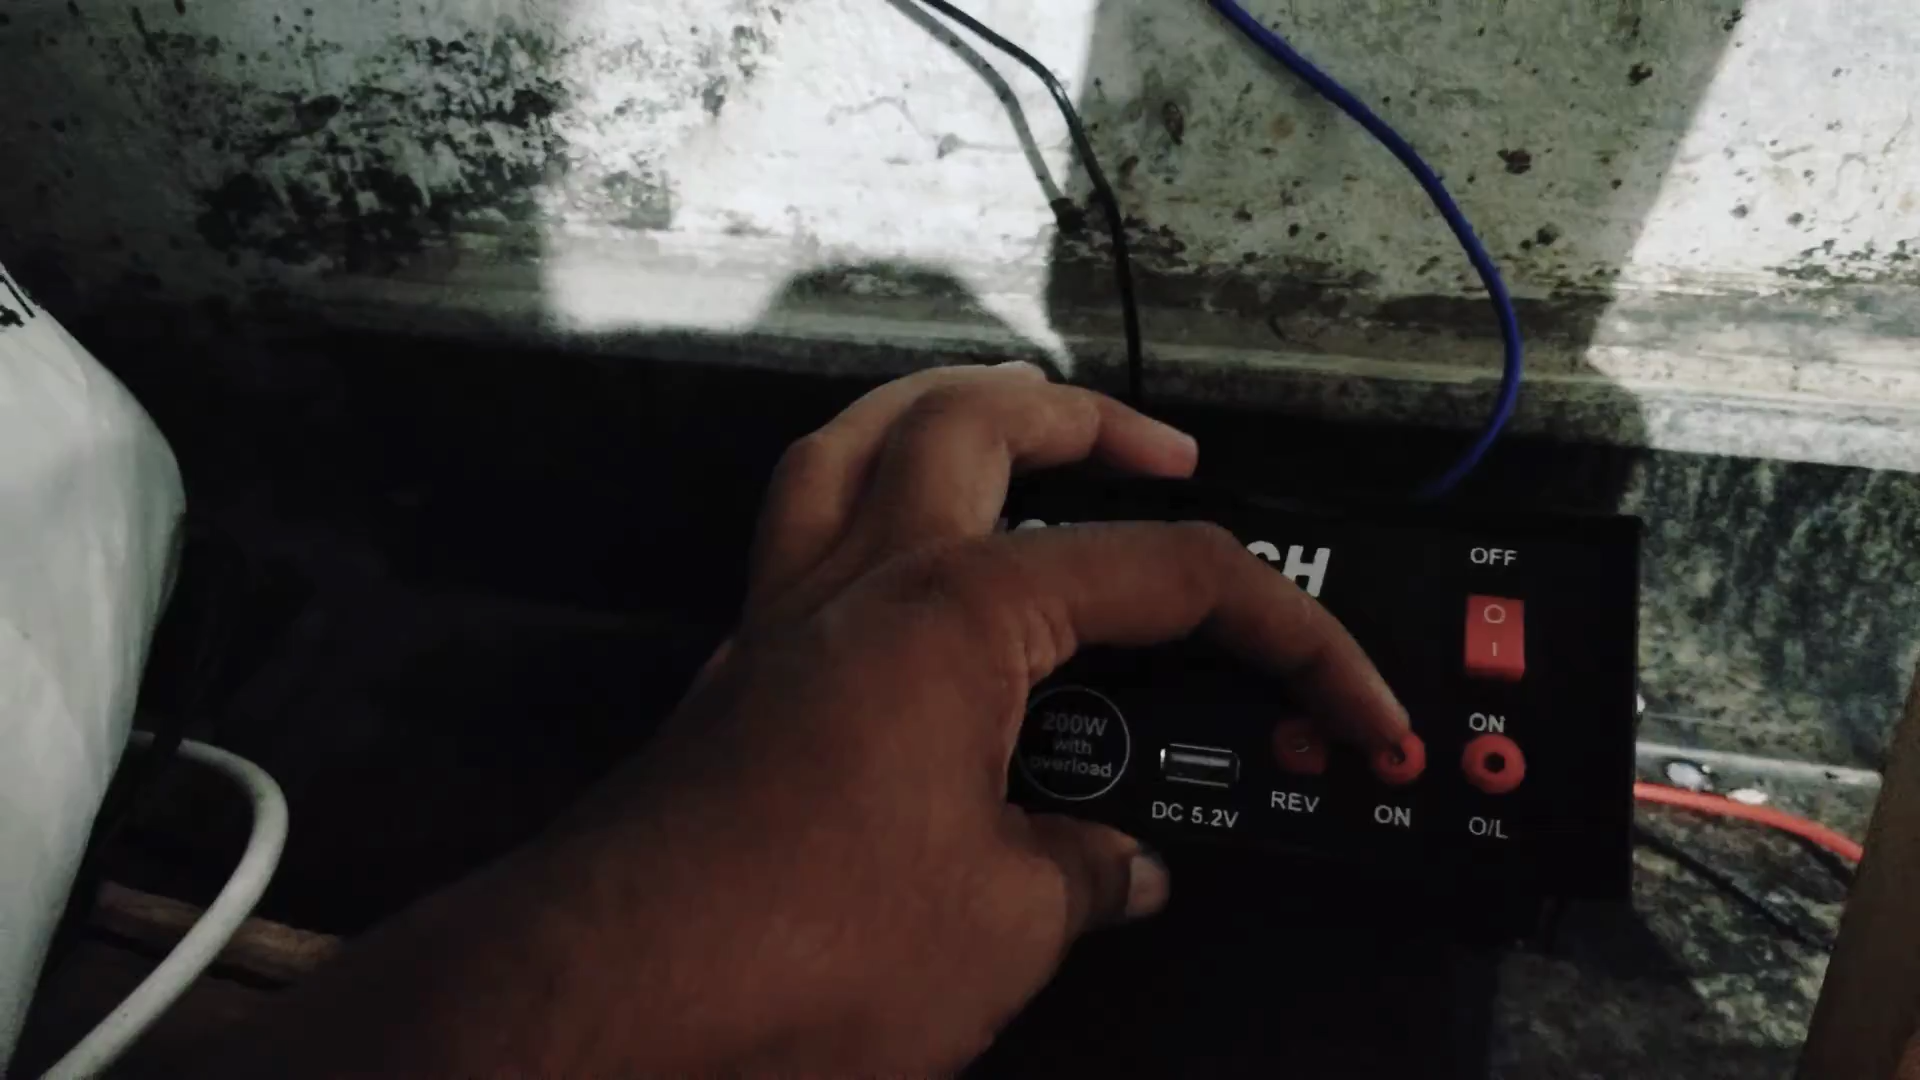 OFF
ON
200W
with
overload
DC 5.2V
REV
ON
O/L